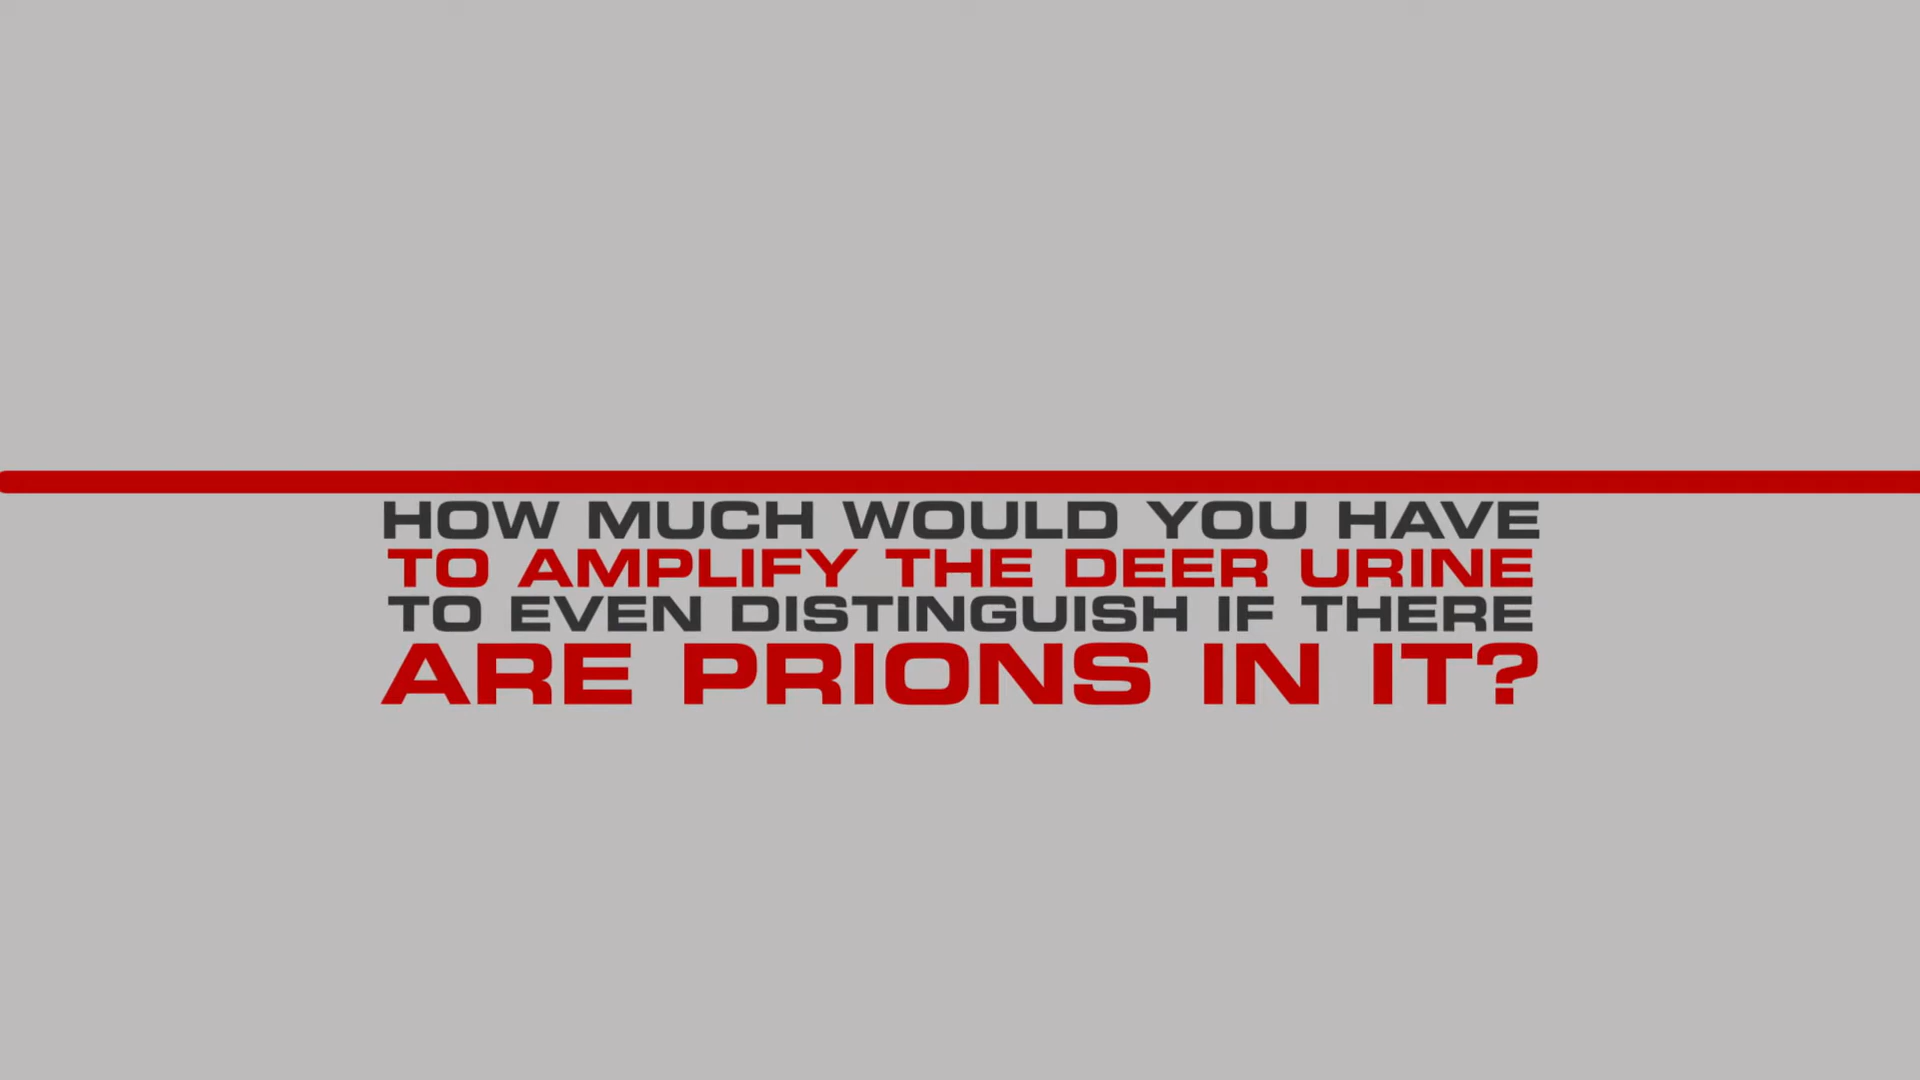 HOW MUCH WOULD YOU HAVE
TO AMPLIFY THE DEER URINE
TO EVEN DISTINGUISH IF THERE
ARE PRIONS IN IT?